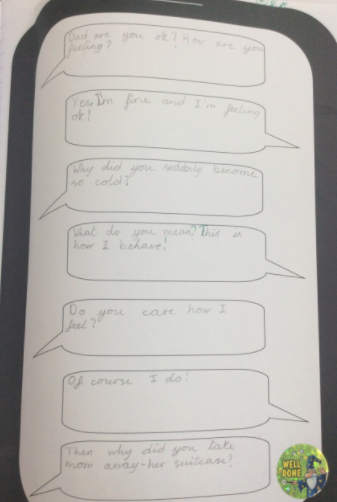 Dad are you ok? How are you
feeling?
Yes I'm fine and I'm feeling
ok!
Why did you suddenly become
so cold?
What do you mean? This is
how I behave!
Do you care how I
feel?
Of course I do!
Then why did you take
mom away-her suitcase?
WELL
DONE